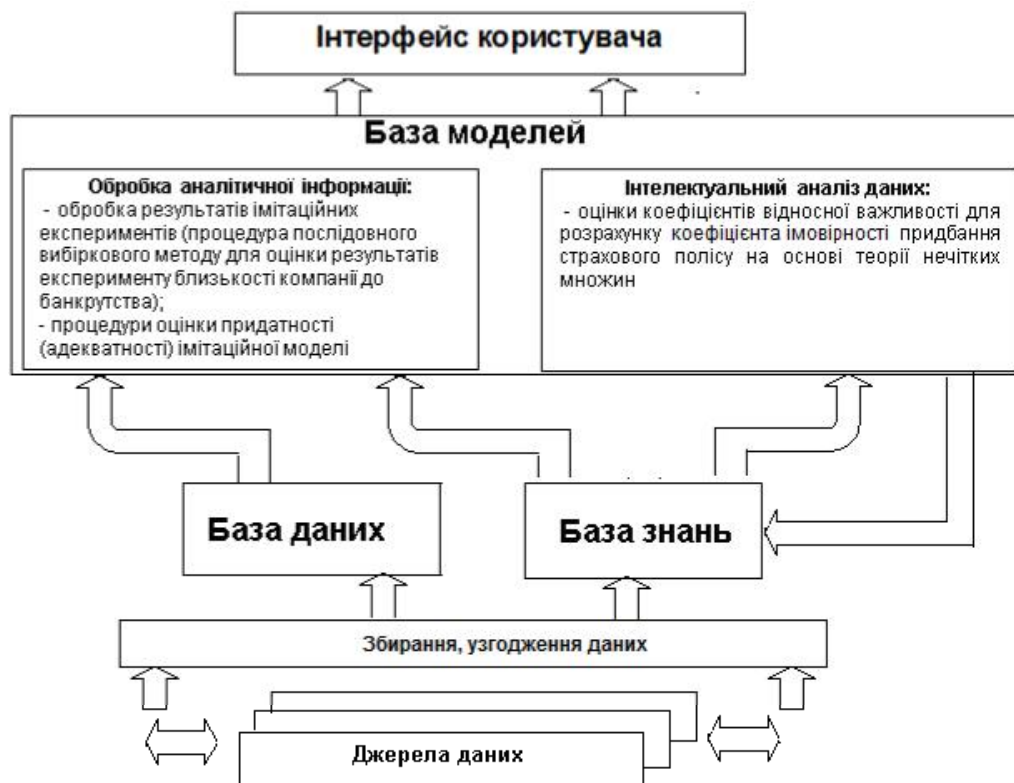 Інтерфейс користувача
База моделей
Обробка аналітичної інформації:
- обробка результатів імітаційних
експериментів (процедура послідовного
вибіркового методу для оцінки результатів
експерименту близькості компанії до
банкрутства);
- процедури оцінки придатності
(адекватності) імітаційної моделі
Інтелектуальний аналіз даних:
- оцінки коефіцієнтів відносної важливості для
розрахунку коефіцієнта імовірності придбання
страхового полісу на основі теорії нечітких
множин
База даних
База знань
Збирання, узгодження даних
Джерела даних